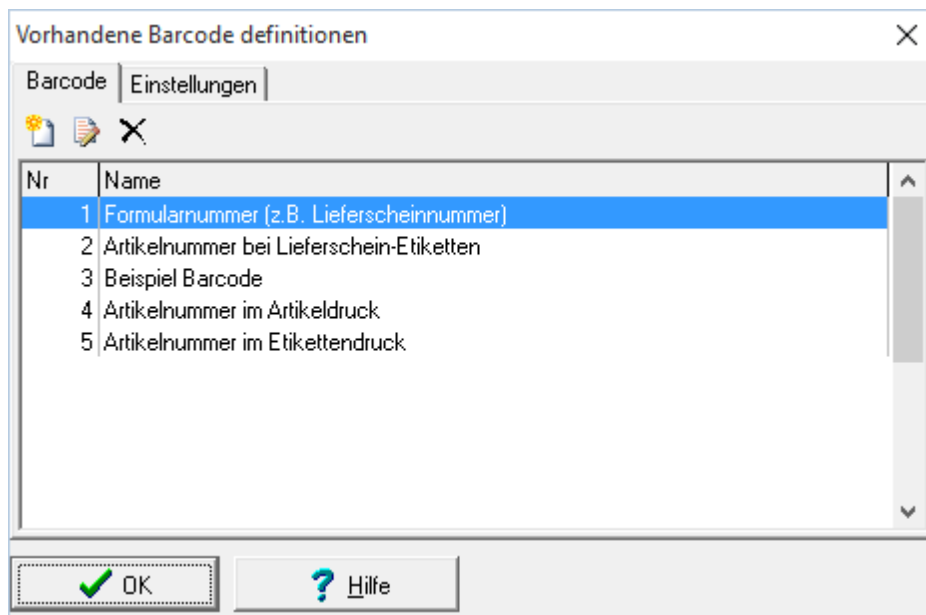 Vorhandene Barcode definitionen
Barcode Einstellungen
Nr Name
1 Formularnummer (z.B. Lieferscheinnummer)
2 Artikelnummer bei Lieferschein-Etiketten
3 Beispiel Barcode
4 Artikelnummer im Artikeldruck
5 Artikelnummer im Etikettendruck
OK Hilfe